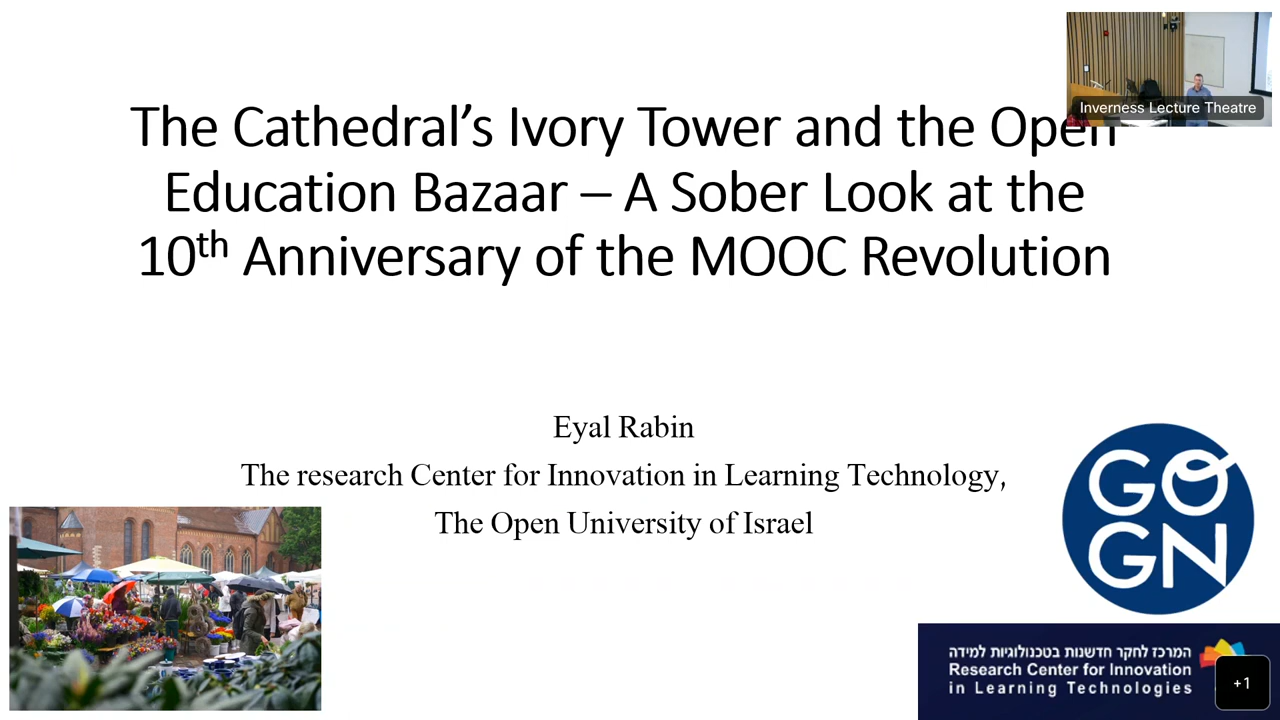 Inverness Lecture Theatre
The Cathedral’s Ivory Tower and the Open
Education Bazaar – A Sober Look at the
10th Anniversary of the MOOC Revolution
Eyal Rabin
The research Center for Innovation in Learning Technology,
The Open University of Israel
GO
GN
המרכז לחקר חדשנות בטכנולוגיות למידה
Research Center for Innovation
in Learning Technologies
+1